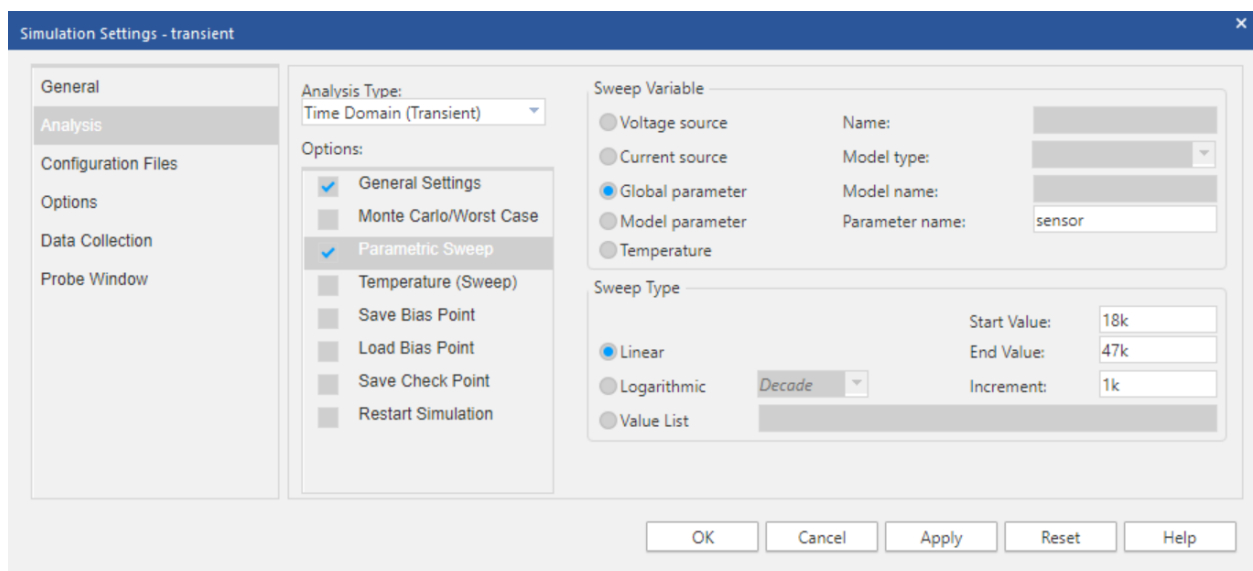 Simulation Settings - transient
General
Analysis
Configuration Files
Options
Data Collection
Probe Window
Analysis Type:
Time Domain (Transient)
Options:
General Settings
Monte Carlo/Worst Case
Parametric Sweep
Temperature (Sweep)
Save Bias Point
Load Bias Point
Save Check Point
Restart Simulation
Sweep Variable
Voltage source Name:
Current source Model type:
Global parameter Model name:
Model parameter Parameter name: sensor
Temperature
Sweep Type
Start Value: 18k
Linear End Value: 47k
Logarithmic Decade Increment: 1k
Value List
OK Cancel Apply Reset Help